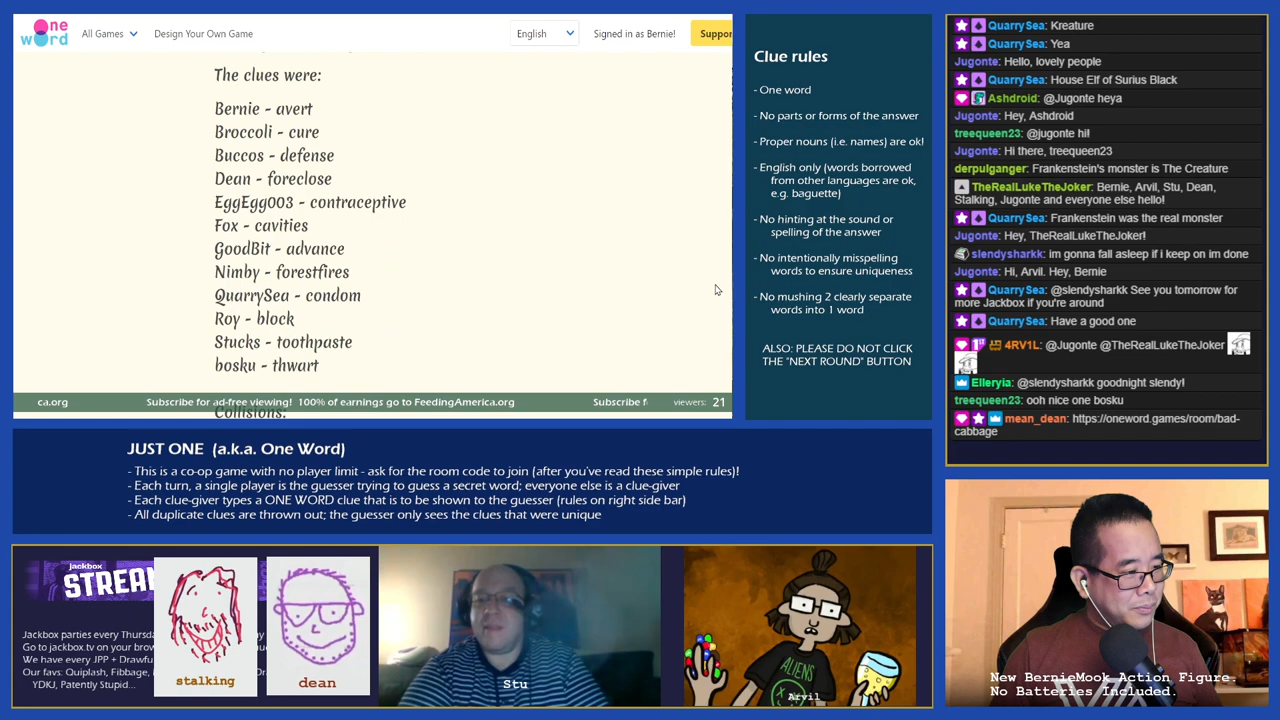 one
word
All Games
Design Your Own Game
English
Signed in as Bernie!
Suppor
The clues were:
Bernie - avert
Broccoli - cure
Buccos - defense
Dean - foreclose
EggEgg003 - contraceptive
Fox - cavities
GoodBit - advance
Nimby - forestfires
QuarrySea - condom
Roy - block
Stucks - toothpaste
bosku - thwart
Collisions:
ca.org
Subscribe for ad-free viewing! 100% of earnings go to FeedingAmerica.org
Subscribe f
viewers: 21
Clue rules
- One word
- No parts or forms of the answer
- Proper nouns (i.e. names) are ok!
- English only (words borrowed
from other languages are ok,
e.g. baguette)
- No hinting at the sound or
spelling of the answer
- No intentionally misspelling
words to ensure uniqueness
- No mushing 2 clearly separate
words into 1 word
ALSO: PLEASE DO NOT CLICK
THE "NEXT ROUND" BUTTON
QuarrySea: Kreature
QuarrySea: Yea
Jugonte: Hello, lovely people
QuarrySea: House Elf of Surius Black
Ashdroid: @Jugonte heya
Jugonte: Hey, Ashdroid
treequeen23: @jugonte hi!
Jugonte: Hi there, treequeen23
derpulganger: Frankenstein's monster is The Creature
TheRealLukeTheJoker: Bernie, Arvil, Stu, Dean,
Stalking, Jugonte and everyone else hello!
QuarrySea: Frankenstein was the real monster
Jugonte: Hey, TheRealLukeTheJoker!
slendysharkk: im gonna fall asleep if i keep on im done
Jugonte: Hi, Arvil. Hey, Bernie
QuarrySea: @slendysharkk See you tomorrow for
more Jackbox if you're around
QuarrySea: Have a good one
4RV1L: @Jugonte @TheRealLukeTheJoker
Elleryia: @slendysharkk goodnight slendy!
treequeen23: ooh nice one bosku
mean_dean: https://oneword.games/room/bad-
cabbage
JUST ONE (a.k.a. One Word)
- This is a co-op game with no player limit - ask for the room code to join (after you've read these simple rules)!
- Each turn, a single player is the guesser trying to guess a secret word; everyone else is a clue-giver
- Each clue-giver types a ONE WORD clue that is to be shown to the guesser (rules on right side bar)
- All duplicate clues are thrown out; the guesser only sees the clues that were unique
jackbox
STREAM
Jackbox parties every Thursda
Go to jackbox.tv on your brow
We have every JPP + Drawfu
Our favs: Quiplash, Fibbage,
YDKJ, Patently Stupid...
stalking
dean
Stu
ALIENS
Arvil
New BernieMook Action Figure.
No Batteries Included.